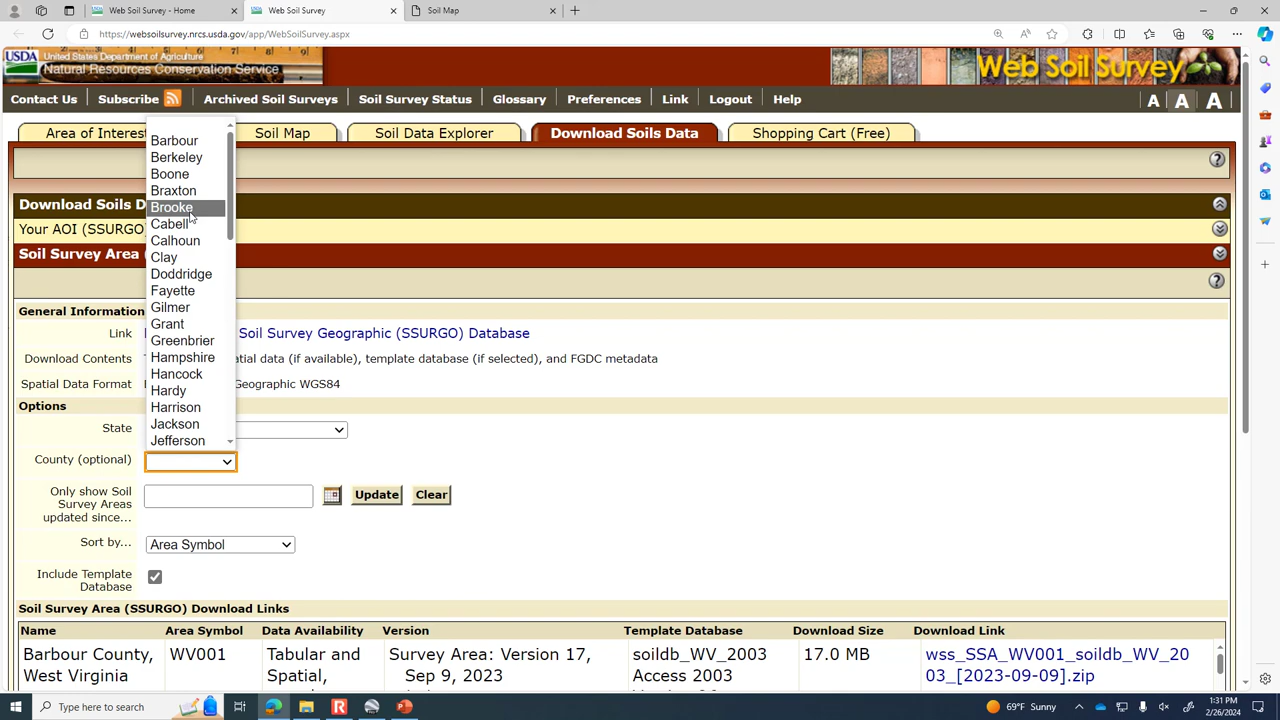 Web Soil Survey - Home
Web Soil Survey
Soil Map
https://websoilsurvey.nrcs.usda.gov/app/WebSoilSurvey.aspx
USDA
United States Department of Agriculture
Natural Resources Conservation Service
Web Soil Survey
Contact Us
Subscribe
Archived Soil Surveys
Soil Survey Status
Glossary
Preferences
Link
Logout
Help
A A A
Area of Interest
Soil Map
Soil Data Explorer
Download Soils Data
Shopping Cart (Free)
Barbour
Berkeley
Boone
Braxton
Brooke
Cabell
Calhoun
Clay
Doddridge
Fayette
Gilmer
Grant
Greenbrier
Hampshire
Hancock
Hardy
Harrison
Jackson
Jefferson
Download Soils D
Your AOI (SSURGO)
Soil Survey Area (
General Information
Link
Soil Survey Geographic (SSURGO) Database
Download Contents
tial data (if available), template database (if selected), and FGDC metadata
Spatial Data Format
Geographic WGS84
Options
State
County (optional)
Only show Soil
Survey Areas
updated since...
Update
Clear
Sort by...
Area Symbol
Include Template
Database
Soil Survey Area (SSURGO) Download Links
Name Area Symbol Data Availability Version Template Database Download Size Download Link
Barbour County, WV001 Tabular and Survey Area: Version 17, soildb_WV_2003 17.0 MB wss_SSA_WV001_soildb_WV_20
West Virginia Spatial, Sep 9, 2023 Access 2003 03_[2023-09-09].zip
Type here to search
69°F Sunny
1:31 PM
2/26/2024